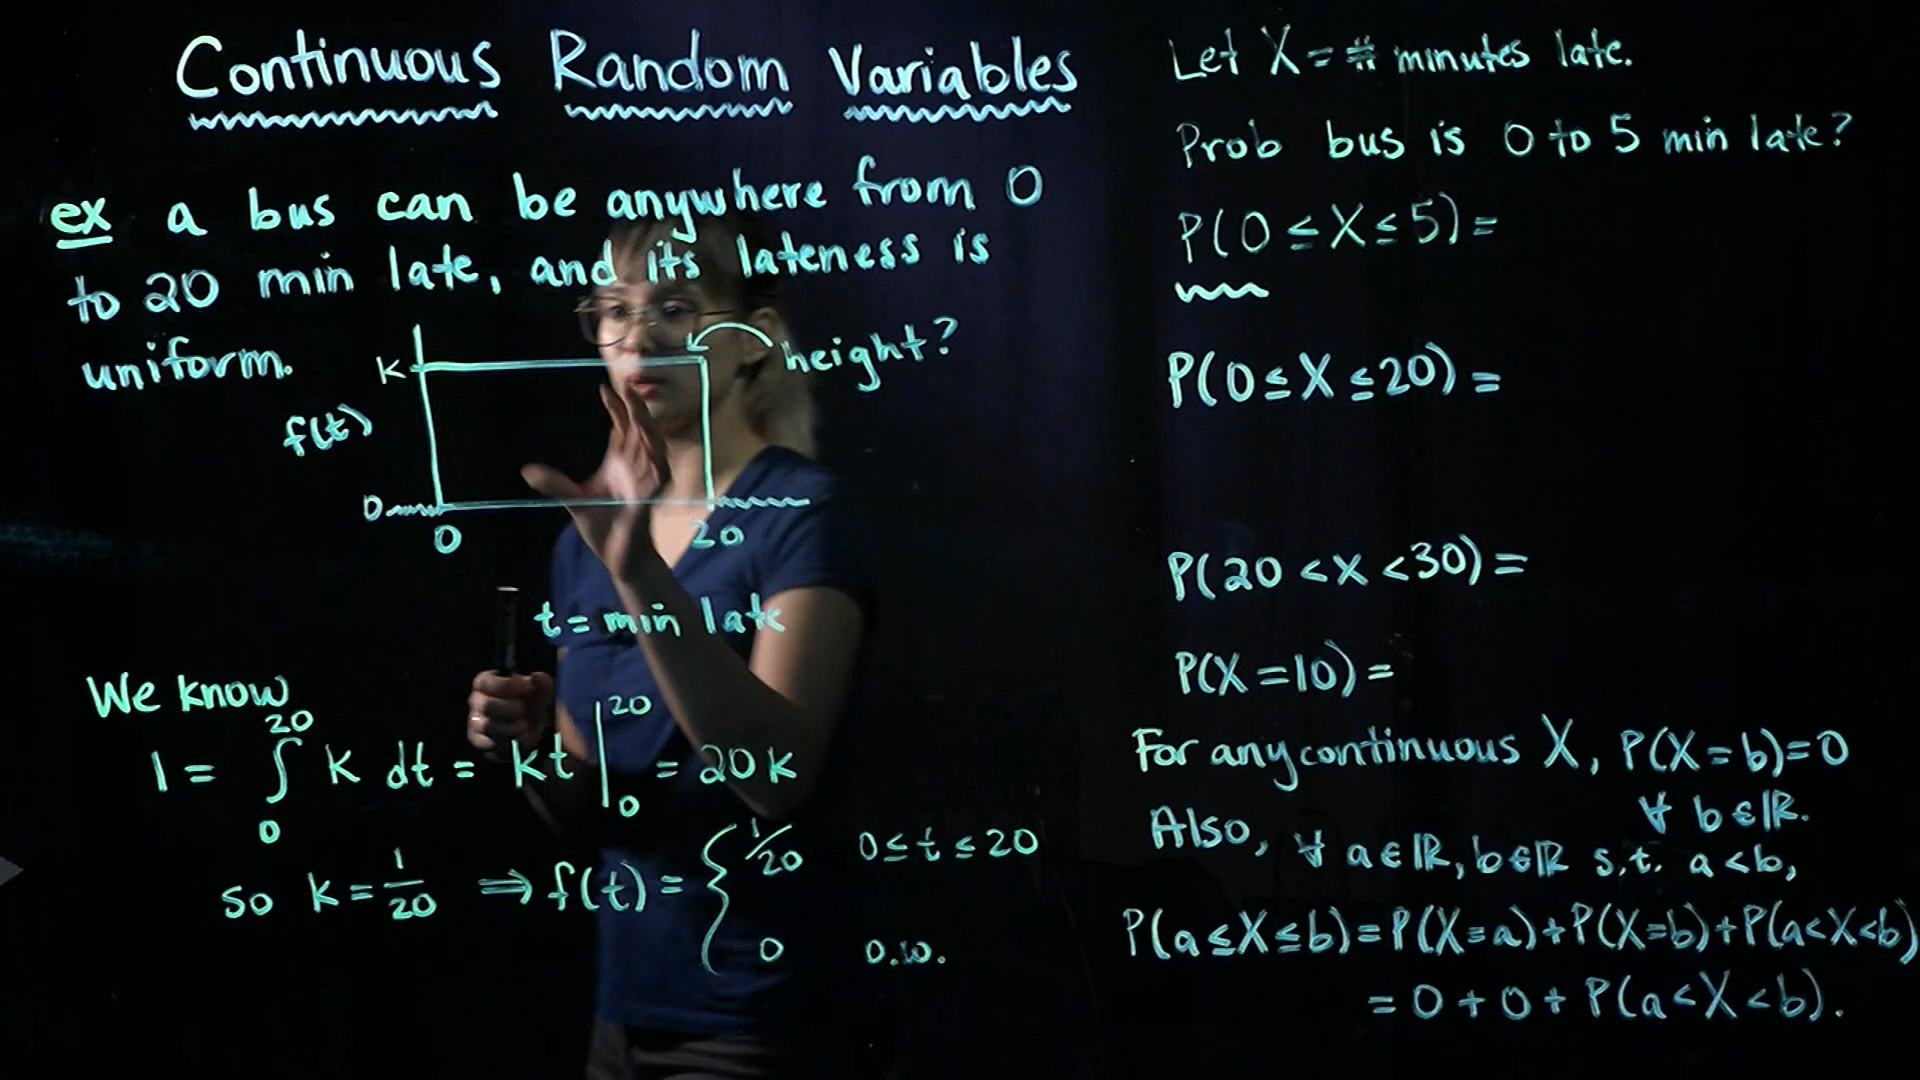 Continuous Random Variables
ex a bus can be anywhere from 0
to 20 min late, and its lateness is
uniform.
height?
K
f(t)
0
0 20
t = min late
We know
1 = ∫₀²⁰ K dt = kt |₀²⁰ = 20K
so K = 1/20 ⇒ f(t) = { 1/20 0 ≤ t ≤ 20
0 o.w.
Let X = # minutes late.
Prob bus is 0 to 5 min late?
P(0 ≤ X ≤ 5) =
P(0 ≤ X ≤ 20) =
P(20 < X < 30) =
P(X = 10) =
For any continuous X, P(X = b) = 0
∀ b ∈ ℝ.
Also, ∀ a ∈ ℝ, b ∈ ℝ s.t. a < b,
P(a ≤ X ≤ b) = P(X = a) + P(X = b) + P(a < X < b)
= 0 + 0 + P(a < X < b).